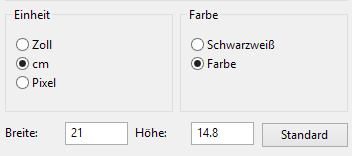 Einheit
Zoll
cm
Pixel
Farbe
Schwarzweiß
Farbe
Breite: 21 Höhe: 14.8 Standard